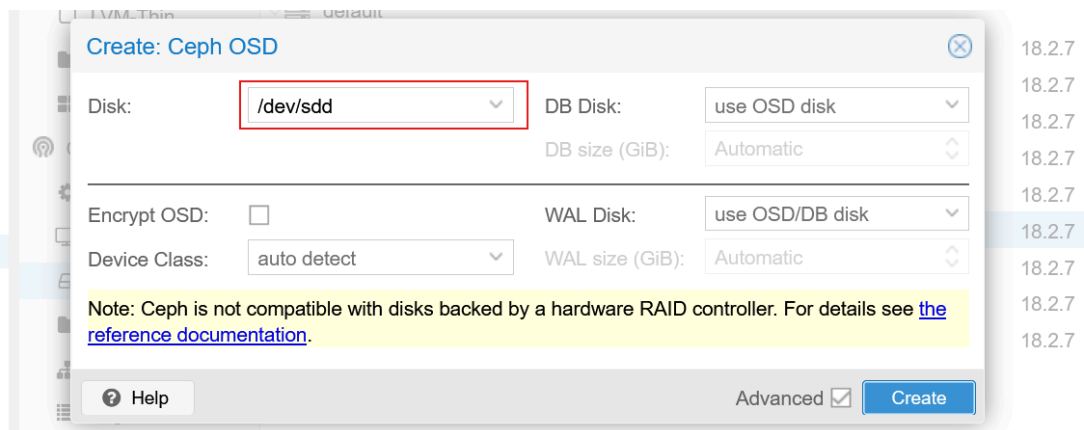 LVM-Thin
default
Create: Ceph OSD
Disk: /dev/sdd DB Disk: use OSD disk
DB size (GiB): Automatic
Encrypt OSD: WAL Disk: use OSD/DB disk
Device Class: auto detect WAL size (GiB): Automatic
Note: Ceph is not compatible with disks backed by a hardware RAID controller. For details see the
reference documentation.
Help Advanced Create
18.2.7
18.2.7
18.2.7
18.2.7
18.2.7
18.2.7
18.2.7
18.2.7
18.2.7